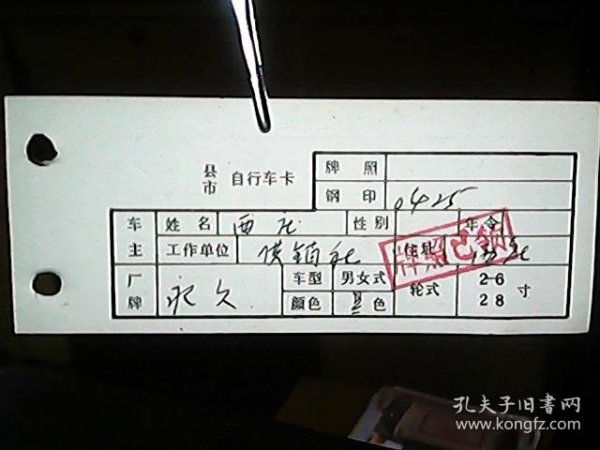 县市 自行车卡
牌照
钢印 0425
车主 姓名 西庄 性别 年令
工作单位 供销社 住址
厂牌 永久 车型 男女式 轮式 26 28 寸
颜色 黑色
牌照已领
孔夫子旧书网
www.kongfz.com